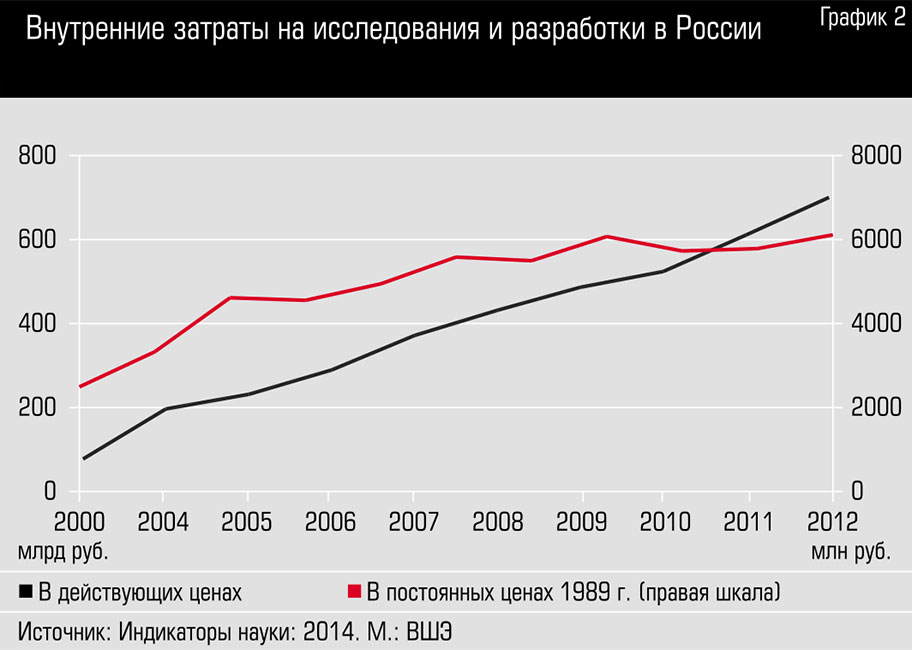 График 2
Внутренние затраты на исследования и разработки в России
800 8000
600 6000
400 4000
200 2000
0 0
2000 2004 2005 2006 2007 2008 2009 2010 2011 2012
млрд руб. млн руб.
В действующих ценах В постоянных ценах 1989 г. (правая шкала)
Источник: Индикаторы науки: 2014. М.: ВШЭ